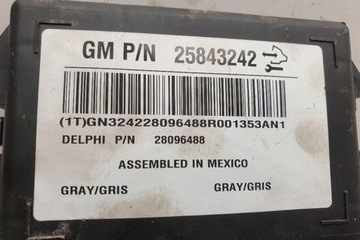 GM P/N 25843242
(1T)GN324228096488R001353AN1
DELPHI P/N 28096488
ASSEMBLED IN MEXICO
GRAY/GRIS GRAY/GRIS